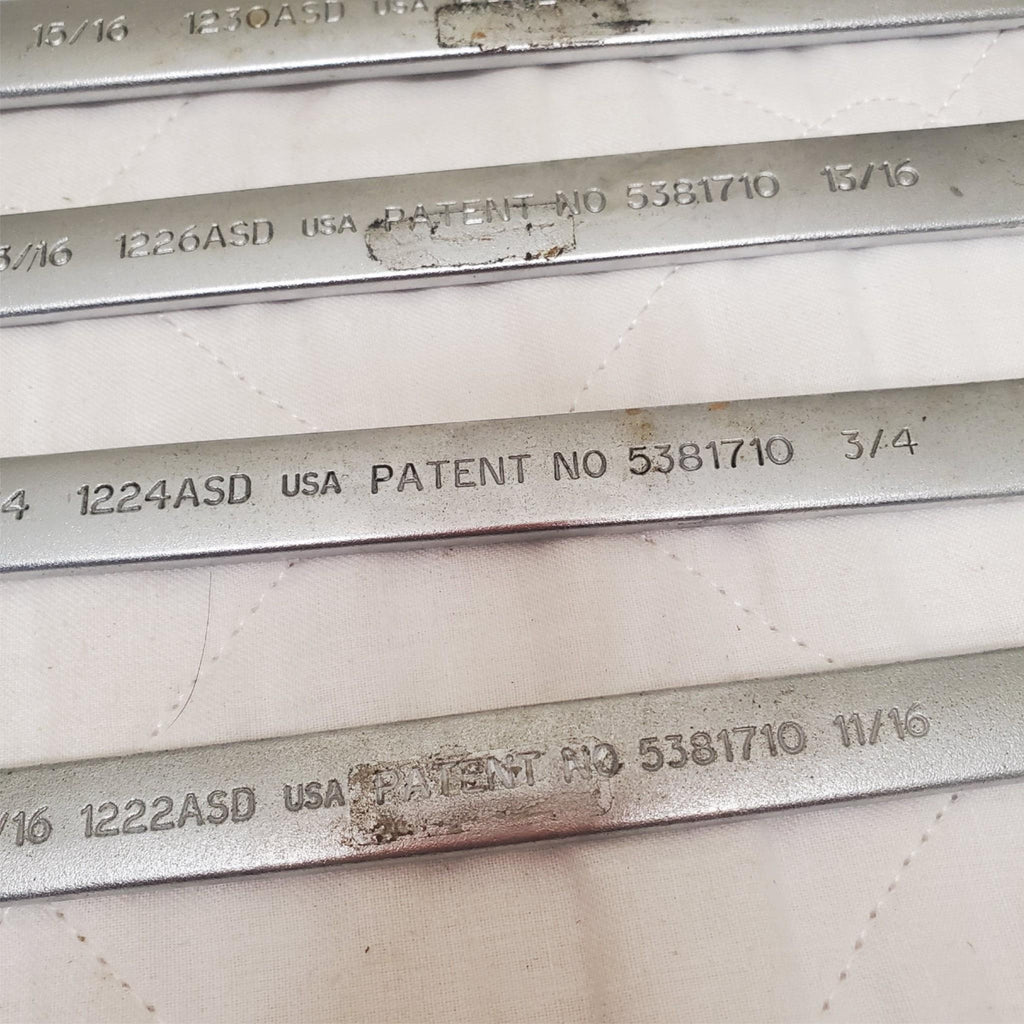 15/16 1230ASD USA
3/16 1226ASD USA PATENT NO 5381710 13/16
4 1224ASD USA PATENT NO 5381710 3/4
/16 1222ASD USA PATENT NO 5381710 11/16